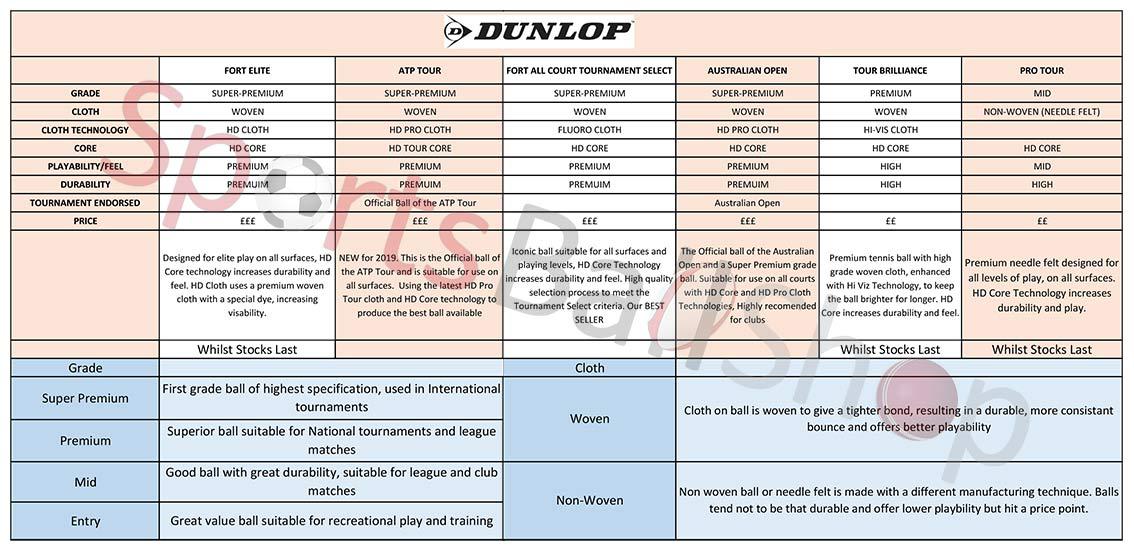 DUNLOP
FORT ELITE ATP TOUR FORT ALL COURT TOURNAMENT SELECT AUSTRALIAN OPEN TOUR BRILLIANCE PRO TOUR
GRADE SUPER-PREMIUM SUPER-PREMIUM SUPER-PREMIUM SUPER-PREMIUM PREMIUM MID
CLOTH WOVEN WOVEN WOVEN WOVEN WOVEN NON-WOVEN (NEEDLE FELT)
CLOTH TECHNOLOGY HD CLOTH HD PRO CLOTH FLUORO CLOTH HD PRO CLOTH HI-VIS CLOTH
CORE HD CORE HD TOUR CORE HD CORE HD CORE HD CORE HD CORE
PLAYABILITY/FEEL PREMIUM PREMIUM PREMIUM PREMIUM HIGH MID
DURABILITY PREMUIM PREMUIM PREMUIM PREMUIM HIGH HIGH
TOURNAMENT ENDORSED Official Ball of the ATP Tour Australian Open
PRICE £££ £££ £££ £££ ££ ££
Designed for elite play on all surfaces, HD
Core technology increases durability and
feel. HD Cloth uses a premium woven
cloth with a special dye, increasing
visability.
NEW for 2019. This is the Official ball of
the ATP Tour and is suitable for use on
all surfaces. Using the latest HD Pro
Tour cloth and HD Core technology to
produce the best ball available
Iconic ball suitable for all surfaces and
playing levels, HD Core Technology
increases durability and feel. High quality
selection process to meet the
Tournament Select criteria. Our BEST
SELLER
The Official ball of the Australian
Open and a Super Premium grade
ball. Suitable for use on all courts
with HD Core and HD Pro Cloth
Technologies, Highly recomended
for clubs
Premium tennis ball with high
grade woven cloth, enhanced
with Hi Viz Technology, to keep
the ball brighter for longer. HD
Core increases durability and feel.
Premium needle felt designed for
all levels of play, on all surfaces.
HD Core Technology increases
durability and play.
Whilst Stocks Last Whilst Stocks Last Whilst Stocks Last
Grade Cloth
Super Premium
First grade ball of highest specification, used in International
tournaments
Premium
Superior ball suitable for National tournaments and league
matches
Mid
Good ball with great durability, suitable for league and club
matches
Entry Great value ball suitable for recreational play and training
Woven
Cloth on ball is woven to give a tighter bond, resulting in a durable, more consistant
bounce and offers better playability
Non-Woven
Non woven ball or needle felt is made with a different manufacturing technique. Balls
tend not to be that durable and offer lower playbility but hit a price point.
SportsBallShop